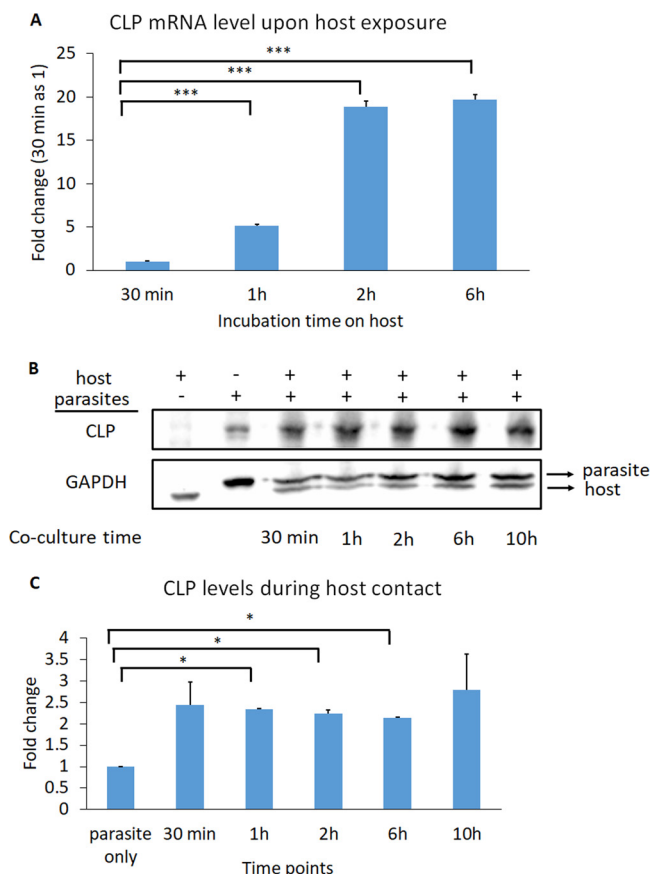 A
CLP mRNA level upon host exposure
Fold change (30 min as 1)
25
20
15
10
5
0
***
***
***
30 min 1h 2h 6h
Incubation time on host
B
host + - + + + + +
parasites - + + + + + +
CLP
GAPDH
parasite
host
Co-culture time 30 min 1h 2h 6h 10h
C
CLP levels during host contact
Fold change
4
3.5
3
2.5
2
1.5
1
0.5
0
*
*
*
parasite only 30 min 1h 2h 6h 10h
Time points